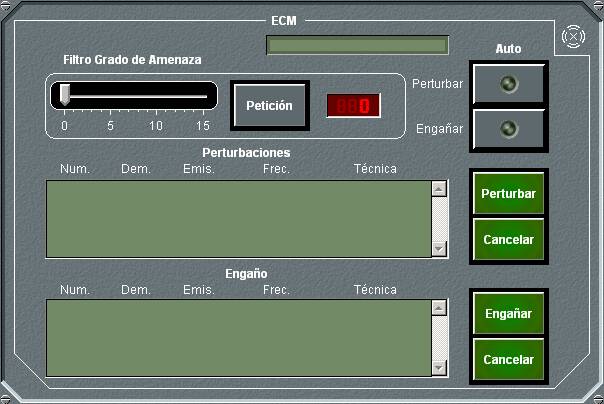 ECM
Filtro Grado de Amenaza
Auto
Perturbar
Petición
0
0 5 10 15
Engañar
Perturbaciones
Num. Dem. Emis. Frec. Técnica
Perturbar
Cancelar
Engaño
Num. Dem. Emis. Frec. Técnica
Engañar
Cancelar